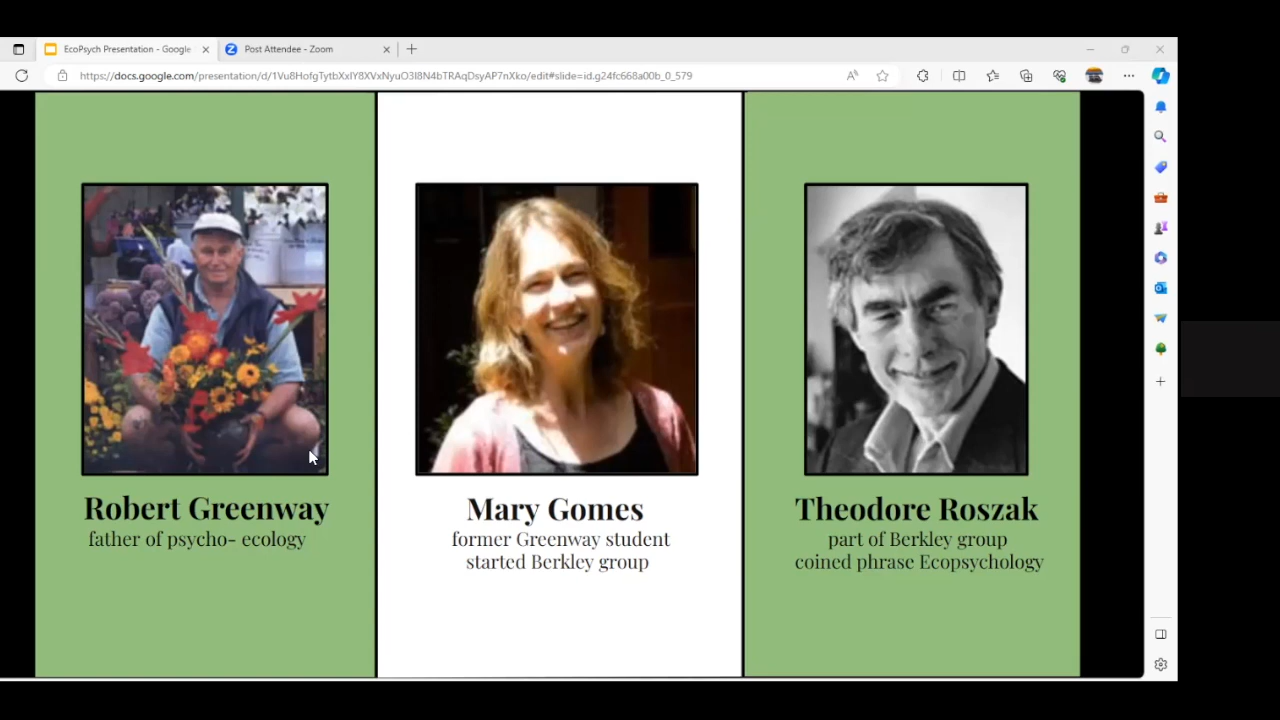 EcoPsych Presentation - Google
Post Attendee - Zoom
https://docs.google.com/presentation/d/1Vu8HofgTytbXxIY8XVxNyuO3I8N4bTRAqDsyAP7nXko/edit#slide=id.g24fc668a00b_0_579
Robert Greenway
father of psycho- ecology
Mary Gomes
former Greenway student
started Berkley group
Theodore Roszak
part of Berkley group
coined phrase Ecopsychology